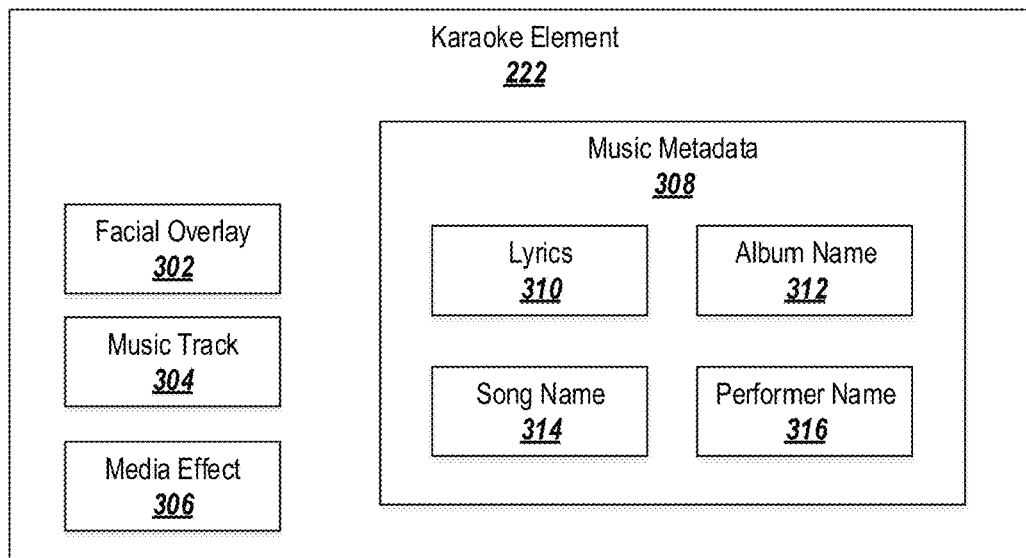 Karaoke Element
222
Music Metadata
308
Facial Overlay
302
Lyrics
310
Album Name
312
Music Track
304
Song Name
314
Performer Name
316
Media Effect
306